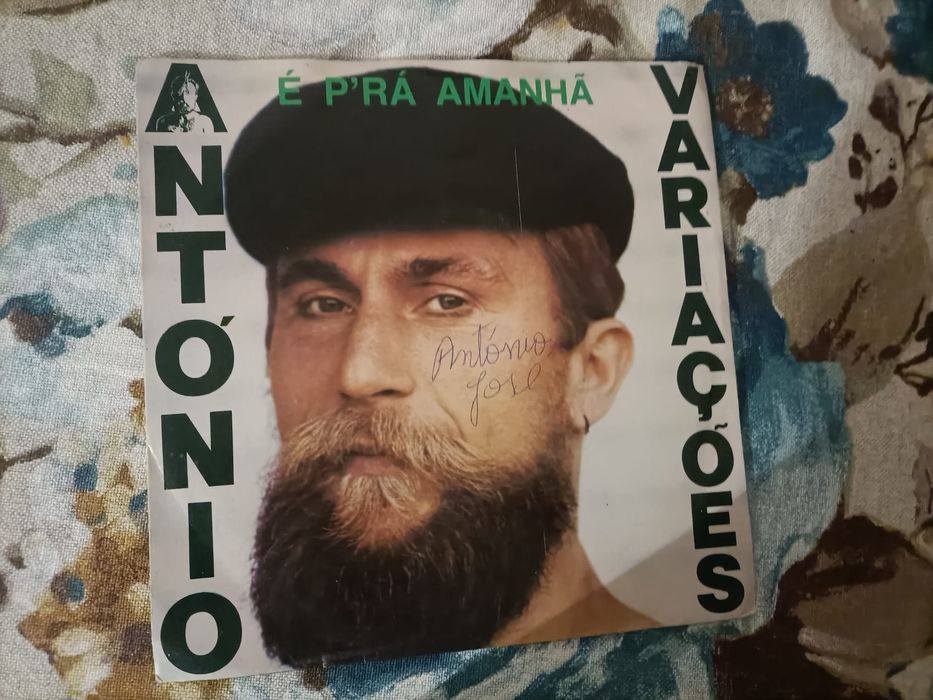 ANTÓNIO
É P'RÁ AMANHÃ
VARIAÇÕES
António
José